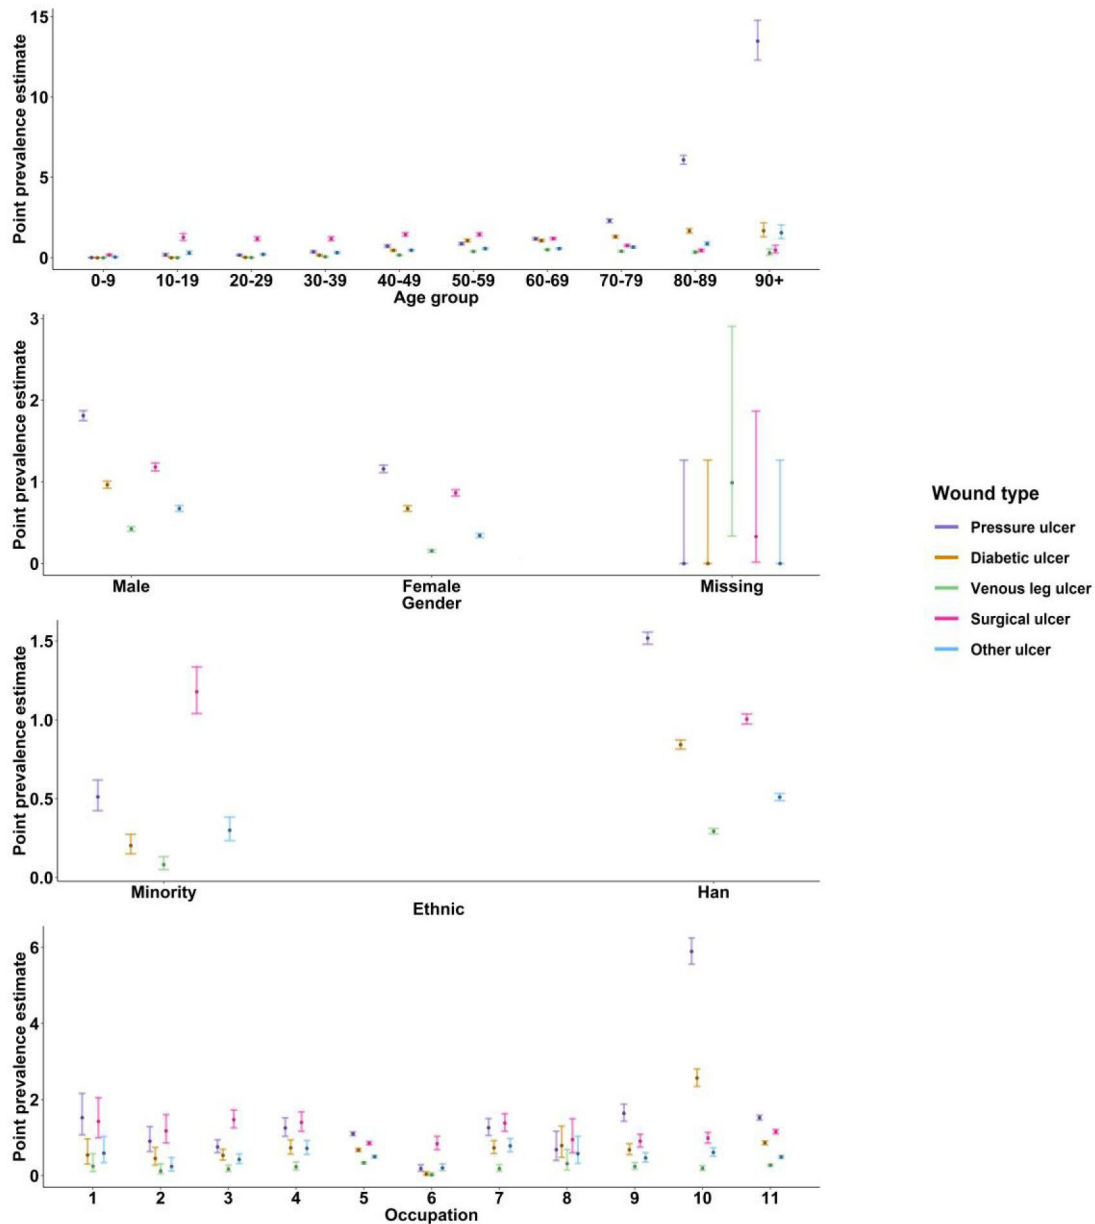 Point prevalence estimate
15
10
5
0
0-9 10-19 20-29 30-39 40-49 50-59 60-69 70-79 80-89 90+
Age group
Point prevalence estimate
3
2
1
0
Male Female Missing
Gender
Wound type
Pressure ulcer
Diabetic ulcer
Venous leg ulcer
Surgical ulcer
Other ulcer
Point prevalence estimate
1.5
1.0
0.5
0.0
Minority Han
Ethnic
Point prevalence estimate
6
4
2
0
1 2 3 4 5 6 7 8 9 10 11
Occupation